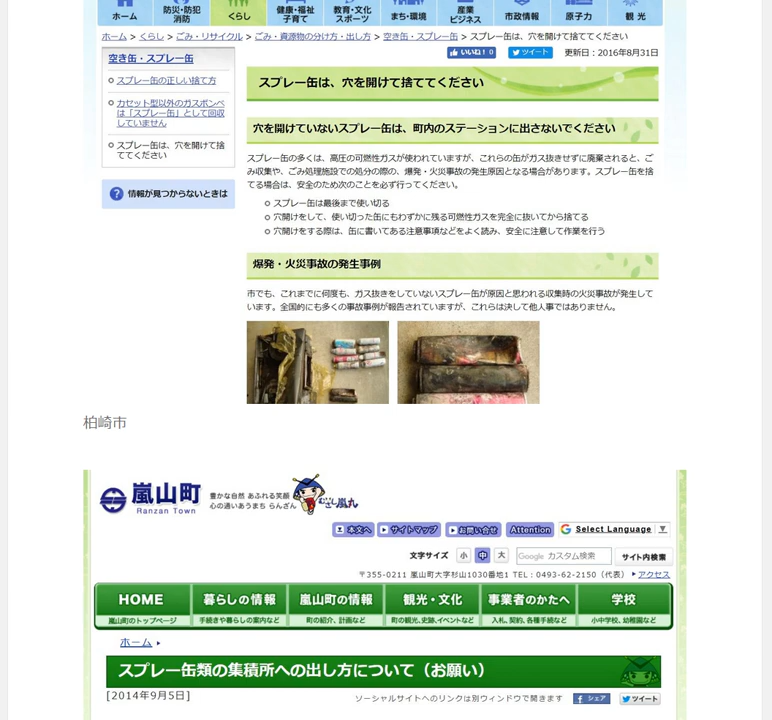 ホーム 防災・防犯 消防 くらし 健康・福祉 子育て 教育・文化 スポーツ まち・環境 産業 ビジネス 市政情報 原子力 観光
ホーム > くらし > ごみ・リサイクル > ごみ・資源物の分け方・出し方 > 空き缶・スプレー缶 > スプレー缶は、穴を開けて捨ててください
いいね! 0 ツイート 更新日：2016年8月31日
空き缶・スプレー缶
スプレー缶の正しい捨て方
カセット型以外のガスボンベ
は「スプレー缶」として回収
していません
スプレー缶は、穴を開けて捨
ててください
情報が見つからないときは
スプレー缶は、穴を開けて捨ててください
穴を開けていないスプレー缶は、町内のステーションに出さないでください
スプレー缶の多くは、高圧の可燃性ガスが使われていますが、これらの缶がガス抜きせずに廃棄されると、ご
み収集や、ごみ処理施設での処分の際の、爆発・火災事故の発生原因となる場合があります。スプレー缶を捨
てる場合は、安全のため次のことを必ず行ってください。
スプレー缶は最後まで使い切る
穴開けをして、使い切った缶にもわずかに残る可燃性ガスを完全に抜いてから捨てる
穴開けをする際は、缶に書いてある注意事項などをよく読み、安全に注意して作業を行う
爆発・火災事故の発生事例
市でも、これまでに何度も、ガス抜きをしていないスプレー缶が原因と思われる収集時の火災事故が発生して
います。全国的にも多くの事故事例が報告されていますが、これらは決して他人事ではありません。
柏崎市
嵐山町
Ranzan Town
豊かな自然 あふれる笑顔
心の通いあうまち らんざん
むさし嵐丸
本文へ サイトマップ お問い合せ Attention Select Language
文字サイズ 小 中 大 Google カスタム検索 サイト内検索
〒355-0211 嵐山町大字杉山1030番地1 TEL：0493-62-2150（代表） アクセス
HOME 暮らしの情報 嵐山町の情報 観光・文化 事業者のかたへ 学校
嵐山町のトップページ 手続きや暮らしの案内など 町の紹介、計画など 町の観光、史跡、イベントなど 入札、契約、各種手続など 小中学校、幼稚園など
ホーム
スプレー缶類の集積所への出し方について（お願い）
[2014年9月5日] ソーシャルサイトへのリンクは別ウィンドウで開きます シェア ツイート